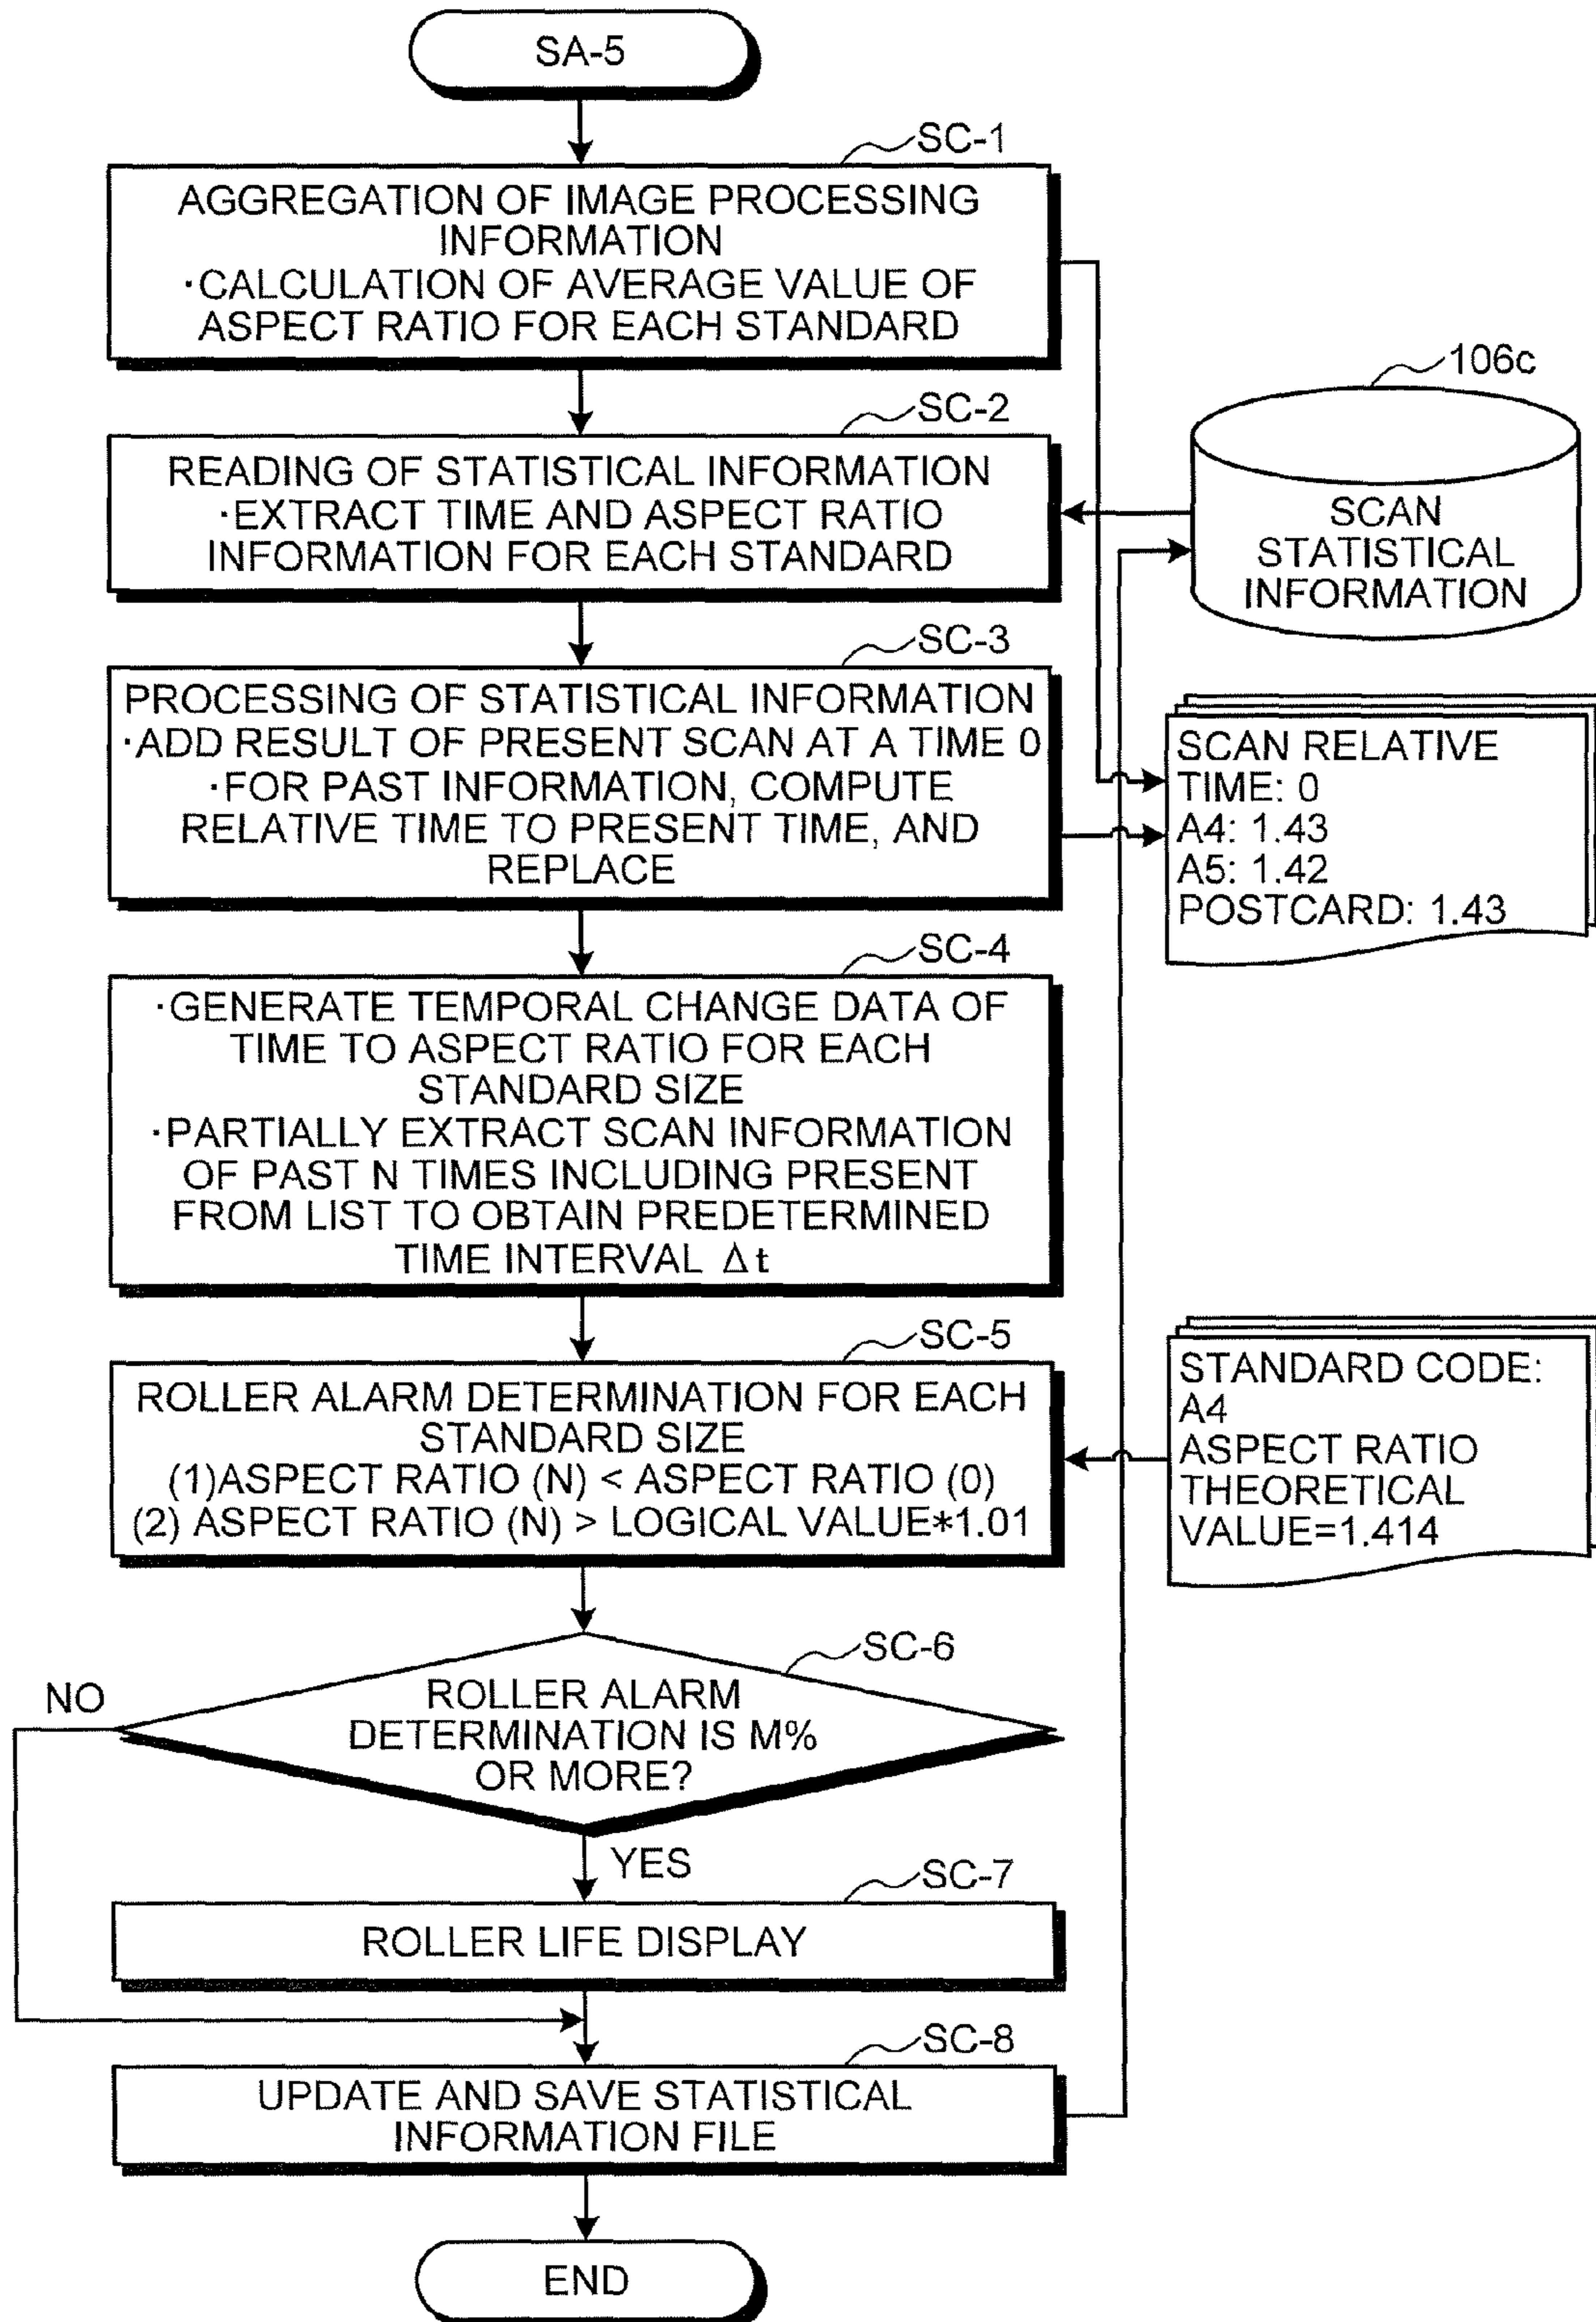 SA-5
SC-1
AGGREGATION OF IMAGE PROCESSING
INFORMATION
·CALCULATION OF AVERAGE VALUE OF
ASPECT RATIO FOR EACH STANDARD
106c
SCAN
STATISTICAL
INFORMATION
SC-2
READING OF STATISTICAL INFORMATION
·EXTRACT TIME AND ASPECT RATIO
INFORMATION FOR EACH STANDARD
SC-3
PROCESSING OF STATISTICAL INFORMATION
·ADD RESULT OF PRESENT SCAN AT A TIME 0
·FOR PAST INFORMATION, COMPUTE
RELATIVE TIME TO PRESENT TIME, AND
REPLACE
SCAN RELATIVE
TIME: 0
A4: 1.43
A5: 1.42
POSTCARD: 1.43
SC-4
·GENERATE TEMPORAL CHANGE DATA OF
TIME TO ASPECT RATIO FOR EACH
STANDARD SIZE
·PARTIALLY EXTRACT SCAN INFORMATION
OF PAST N TIMES INCLUDING PRESENT
FROM LIST TO OBTAIN PREDETERMINED
TIME INTERVAL Δt
SC-5
ROLLER ALARM DETERMINATION FOR EACH
STANDARD SIZE
(1)ASPECT RATIO (N) < ASPECT RATIO (0)
(2) ASPECT RATIO (N) > LOGICAL VALUE*1.01
STANDARD CODE:
A4
ASPECT RATIO
THEORETICAL
VALUE=1.414
SC-6
ROLLER ALARM
DETERMINATION IS M%
OR MORE?
NO
YES
SC-7
ROLLER LIFE DISPLAY
SC-8
UPDATE AND SAVE STATISTICAL
INFORMATION FILE
END